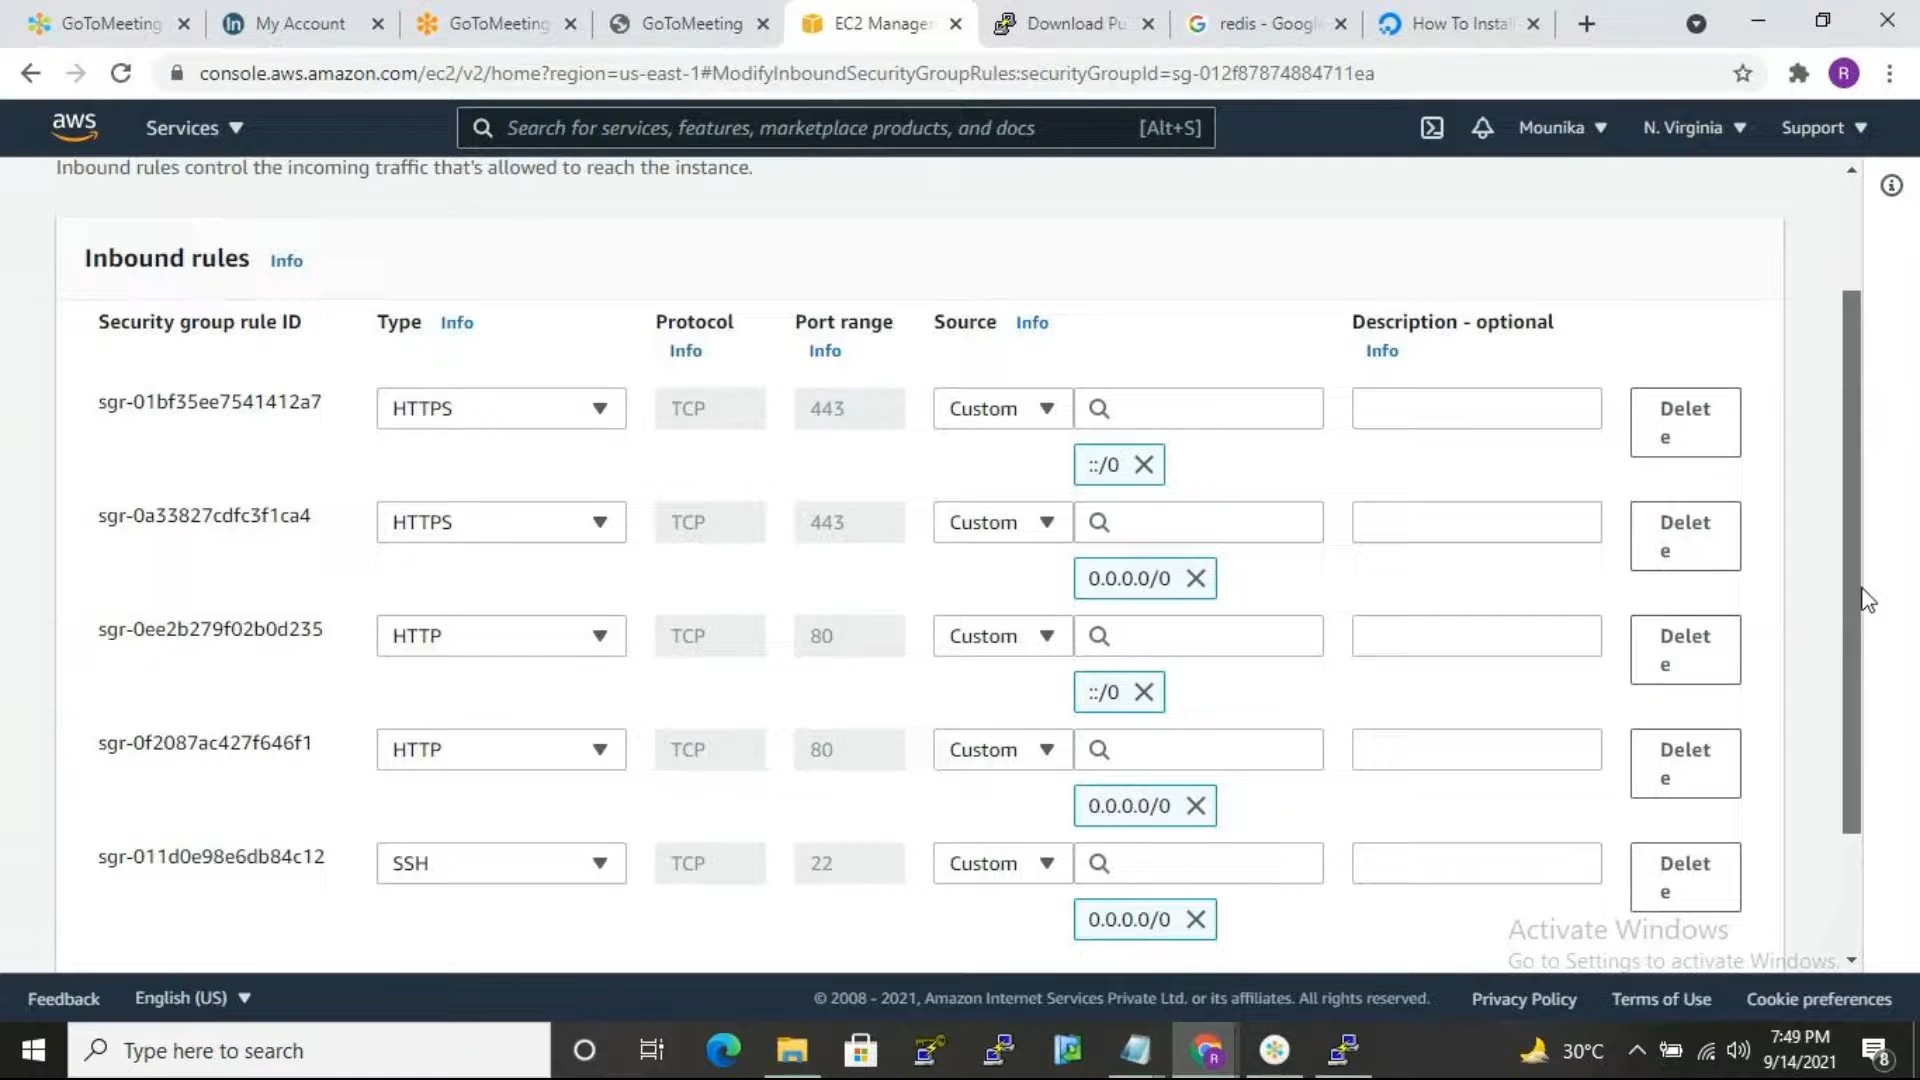 GoToMeeting
My Account
GoToMeeting
GoToMeeting
EC2 Manage
Download Pu
redis - Googl
How To Instal
console.aws.amazon.com/ec2/v2/home?region=us-east-1#ModifyInboundSecurityGroupRules:securityGroupId=sg-012f87874884711ea
R
aws
Services
Search for services, features, marketplace products, and docs
[Alt+S]
Mounika
N. Virginia
Support
Inbound rules control the incoming traffic that's allowed to reach the instance.
Inbound rules Info
Security group rule ID
Type Info
Protocol
Info
Port range
Info
Source Info
Description - optional
Info
sgr-01bf35ee7541412a7
HTTPS
TCP
443
Custom
::/0
Delet
e
sgr-0a33827cdfc3f1ca4
HTTPS
TCP
443
Custom
0.0.0.0/0
Delet
e
sgr-0ee2b279f02b0d235
HTTP
TCP
80
Custom
::/0
Delet
e
sgr-0f2087ac427f646f1
HTTP
TCP
80
Custom
0.0.0.0/0
Delet
e
sgr-011d0e98e6db84c12
SSH
TCP
22
Custom
0.0.0.0/0
Delet
e
Activate Windows
Go to Settings to activate Windows.
Feedback
English (US)
© 2008 - 2021, Amazon Internet Services Private Ltd. or its affiliates. All rights reserved.
Privacy Policy
Terms of Use
Cookie preferences
Type here to search
R
30°C
7:49 PM
9/14/2021
8